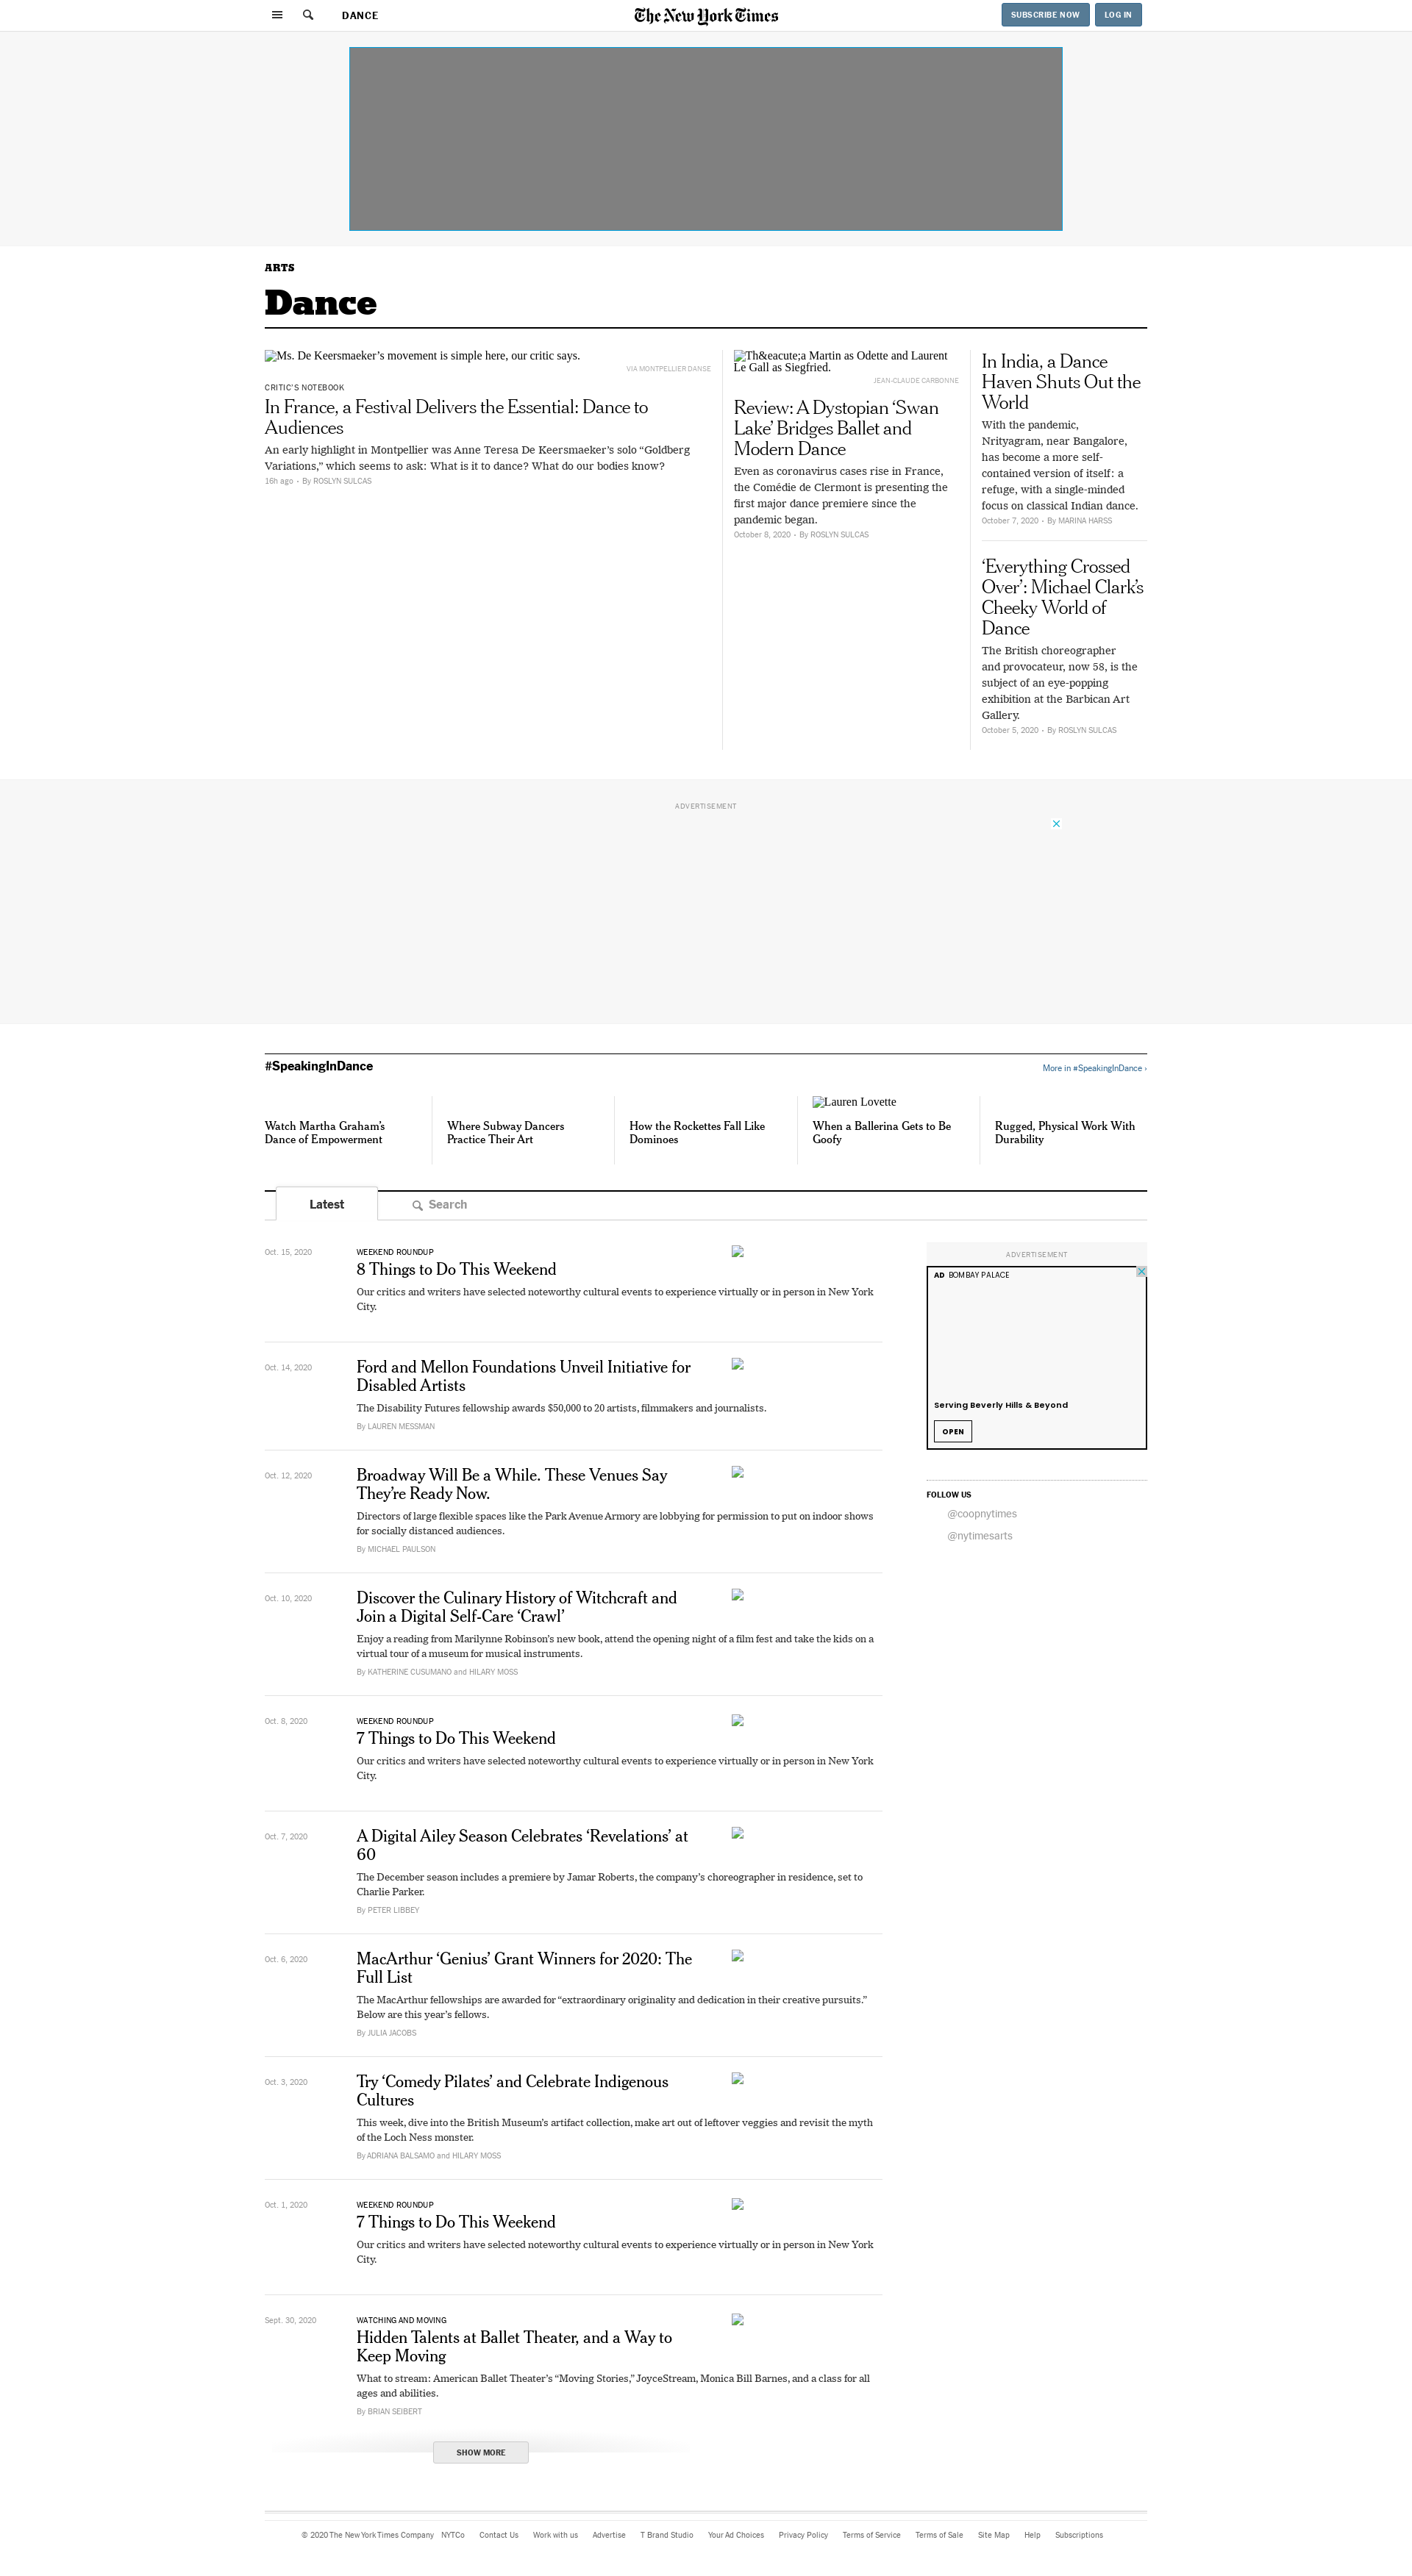 DANCE
The New York Times
SUBSCRIBE NOW
LOG IN
ARTS
Dance
Ms. De Keersmaeker’s movement is simple here, our critic says.
VIA MONTPELLIER DANSE
CRITIC’S NOTEBOOK
In France, a Festival Delivers the Essential: Dance to
Audiences
An early highlight in Montpellier was Anne Teresa De Keersmaeker’s solo “Goldberg
Variations,” which seems to ask: What is it to dance? What do our bodies know?
16h ago • By ROSLYN SULCAS
Th&eacute;a Martin as Odette and Laurent
Le Gall as Siegfried.
JEAN-CLAUDE CARBONNE
Review: A Dystopian ‘Swan
Lake’ Bridges Ballet and
Modern Dance
Even as coronavirus cases rise in France,
the Comédie de Clermont is presenting the
first major dance premiere since the
pandemic began.
October 8, 2020 • By ROSLYN SULCAS
In India, a Dance
Haven Shuts Out the
World
With the pandemic,
Nrityagram, near Bangalore,
has become a more self-
contained version of itself: a
refuge, with a single-minded
focus on classical Indian dance.
October 7, 2020 • By MARINA HARSS
‘Everything Crossed
Over’: Michael Clark’s
Cheeky World of
Dance
The British choreographer
and provocateur, now 58, is the
subject of an eye-popping
exhibition at the Barbican Art
Gallery.
October 5, 2020 • By ROSLYN SULCAS
ADVERTISEMENT
#SpeakingInDance
More in #SpeakingInDance ›
Watch Martha Graham’s
Dance of Empowerment
Where Subway Dancers
Practice Their Art
How the Rockettes Fall Like
Dominoes
Lauren Lovette
When a Ballerina Gets to Be
Goofy
Rugged, Physical Work With
Durability
Latest
Search
Oct. 15, 2020
WEEKEND ROUNDUP
8 Things to Do This Weekend
Our critics and writers have selected noteworthy cultural events to experience virtually or in person in New York
City.
Oct. 14, 2020
Ford and Mellon Foundations Unveil Initiative for
Disabled Artists
The Disability Futures fellowship awards $50,000 to 20 artists, filmmakers and journalists.
By LAUREN MESSMAN
Oct. 12, 2020
Broadway Will Be a While. These Venues Say
They’re Ready Now.
Directors of large flexible spaces like the Park Avenue Armory are lobbying for permission to put on indoor shows
for socially distanced audiences.
By MICHAEL PAULSON
Oct. 10, 2020
Discover the Culinary History of Witchcraft and
Join a Digital Self-Care ‘Crawl’
Enjoy a reading from Marilynne Robinson’s new book, attend the opening night of a film fest and take the kids on a
virtual tour of a museum for musical instruments.
By KATHERINE CUSUMANO and HILARY MOSS
Oct. 8, 2020
WEEKEND ROUNDUP
7 Things to Do This Weekend
Our critics and writers have selected noteworthy cultural events to experience virtually or in person in New York
City.
Oct. 7, 2020
A Digital Ailey Season Celebrates ‘Revelations’ at
60
The December season includes a premiere by Jamar Roberts, the company’s choreographer in residence, set to
Charlie Parker.
By PETER LIBBEY
Oct. 6, 2020
MacArthur ‘Genius’ Grant Winners for 2020: The
Full List
The MacArthur fellowships are awarded for “extraordinary originality and dedication in their creative pursuits.”
Below are this year’s fellows.
By JULIA JACOBS
Oct. 3, 2020
Try ‘Comedy Pilates’ and Celebrate Indigenous
Cultures
This week, dive into the British Museum’s artifact collection, make art out of leftover veggies and revisit the myth
of the Loch Ness monster.
By ADRIANA BALSAMO and HILARY MOSS
Oct. 1, 2020
WEEKEND ROUNDUP
7 Things to Do This Weekend
Our critics and writers have selected noteworthy cultural events to experience virtually or in person in New York
City.
Sept. 30, 2020
WATCHING AND MOVING
Hidden Talents at Ballet Theater, and a Way to
Keep Moving
What to stream: American Ballet Theater’s “Moving Stories,” JoyceStream, Monica Bill Barnes, and a class for all
ages and abilities.
By BRIAN SEIBERT
SHOW MORE
ADVERTISEMENT
AD BOMBAY PALACE
Serving Beverly Hills & Beyond
OPEN
FOLLOW US
@coopnytimes
@nytimesarts
© 2020 The New York Times Company NYTCo Contact Us Work with us Advertise T Brand Studio Your Ad Choices Privacy Policy Terms of Service Terms of Sale Site Map Help Subscriptions